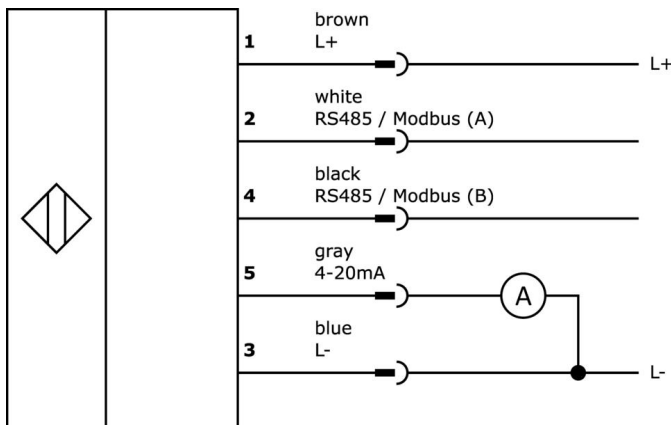 brown
1 L+
L+
white
2 RS485 / Modbus (A)
black
4 RS485 / Modbus (B)
gray
5 4-20mA
A
blue
3 L-
L-